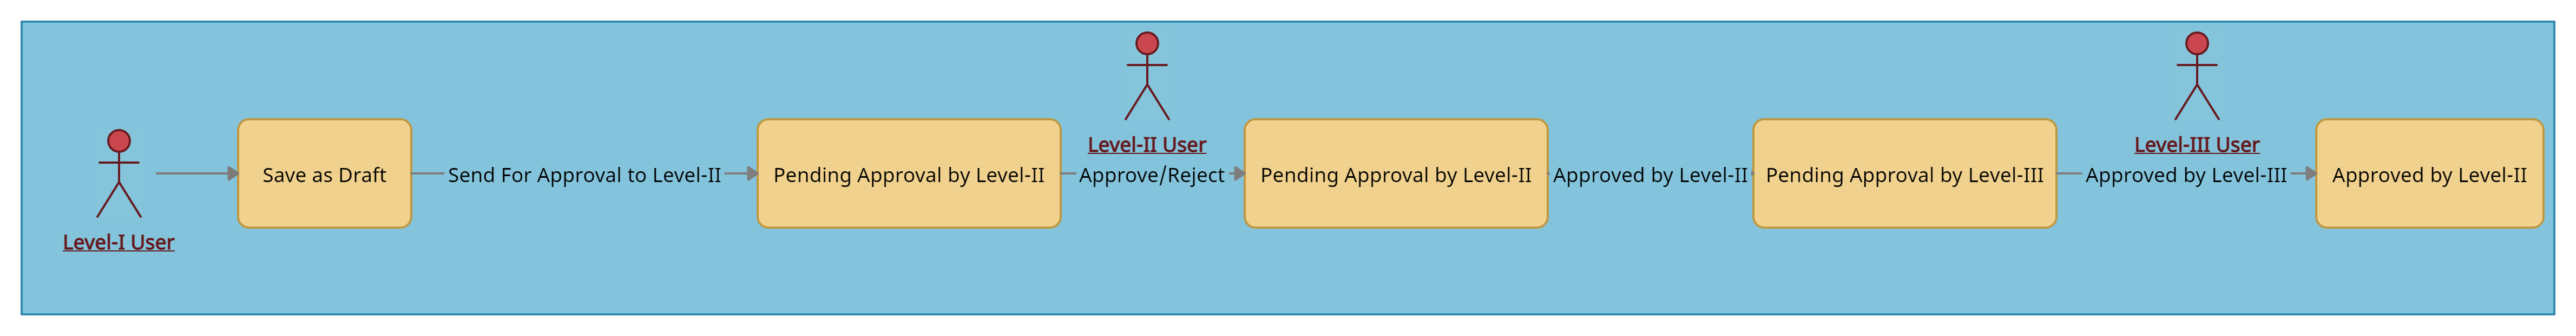 Level-I User
Save as Draft
Send For Approval to Level-II
Pending Approval by Level-II
Level-II User
Approve/Reject
Pending Approval by Level-II
Approved by Level-II
Pending Approval by Level-III
Level-III User
Approved by Level-III
Approved by Level-II